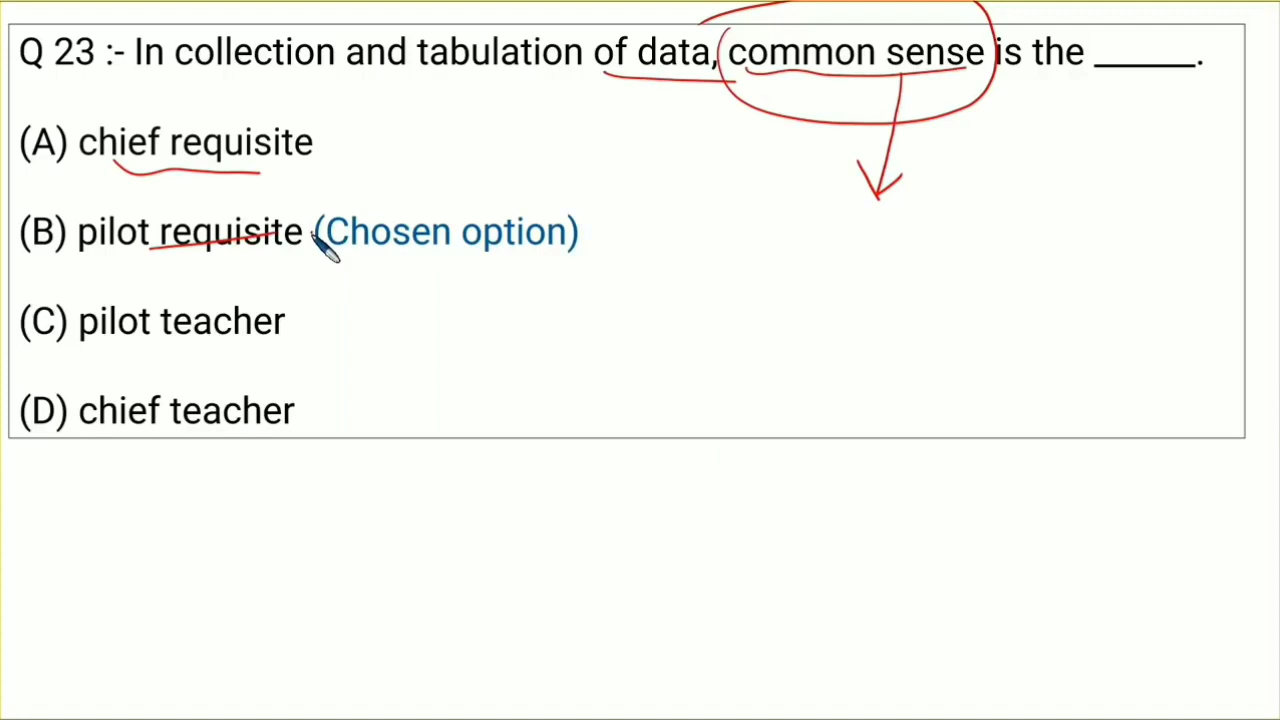 Q 23 :- In collection and tabulation of data, common sense is the ______.
(A) chief requisite
(B) pilot requisite (Chosen option)
(C) pilot teacher
(D) chief teacher